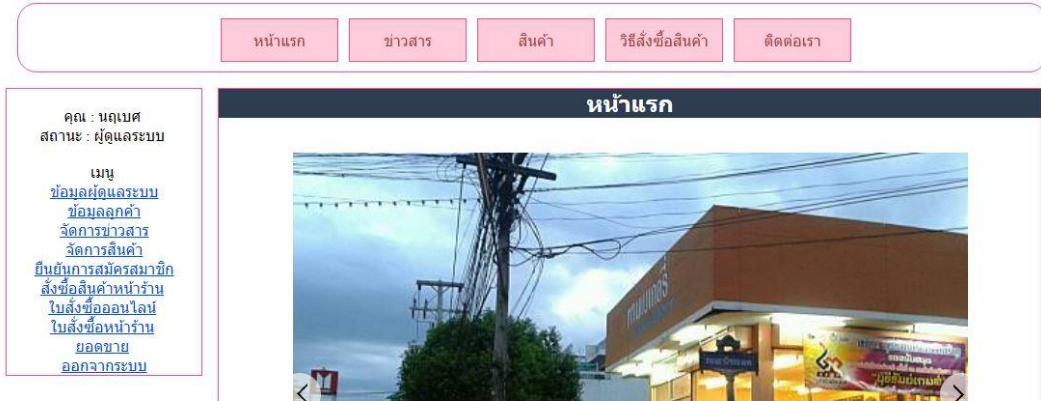 หน้าแรก
ข่าวสาร
สินค้า
วิธีสั่งซื้อสินค้า
ติดต่อเรา
คุณ : นฤเบศ
สถานะ : ผู้ดูแลระบบ
เมนู
ข้อมูลผู้ดูแลระบบ
ข้อมูลลูกค้า
จัดการข่าวสาร
จัดการสินค้า
ยืนยันการสมัครสมาชิก
สั่งซื้อสินค้าหน้าร้าน
ใบสั่งซื้อออนไลน์
ใบสั่งซื้อหน้าร้าน
ยอดขาย
ออกจากระบบ
หน้าแรก